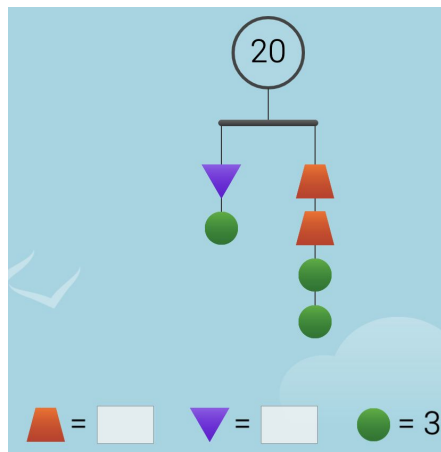 20
= = = 3